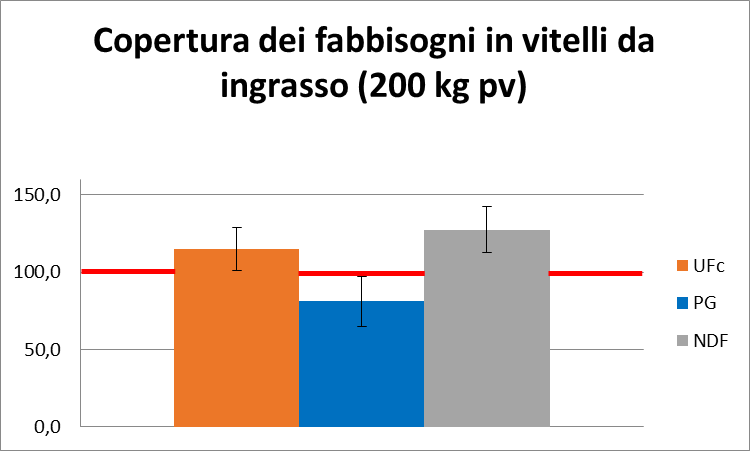 Copertura dei fabbisogni in vitelli da
ingrasso (200 kg pv)
150,0
100,0
50,0
0,0
UFc
PG
NDF